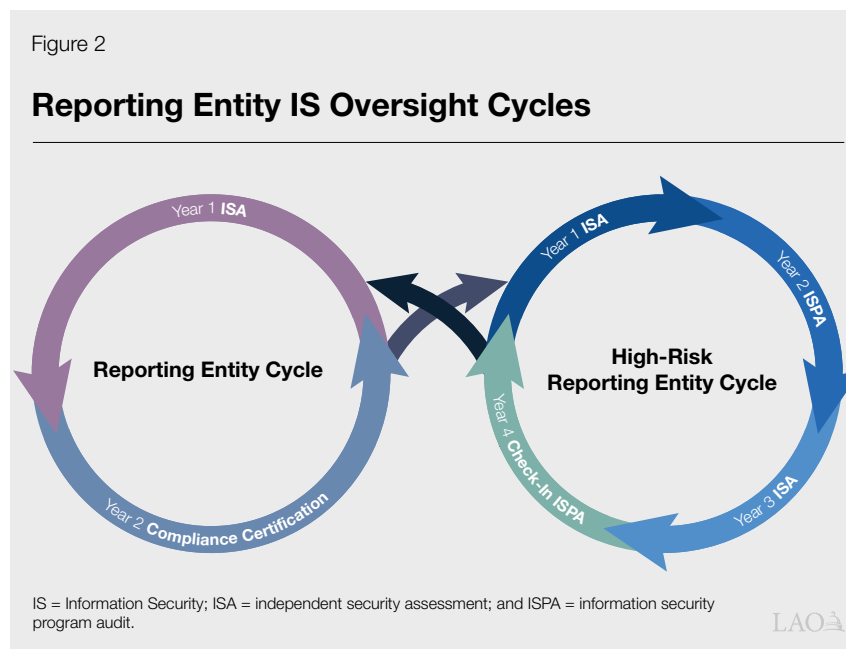 Figure 2
Reporting Entity IS Oversight Cycles
Year 1 ISA
Year 2 Compliance Certification
Reporting Entity Cycle
Year 1 ISA
Year 2 ISPA
Year 3 ISA
Year 4 Check-In ISPA
High-Risk
Reporting Entity Cycle
IS = Information Security; ISA = independent security assessment; and ISPA = information security
program audit.
LAO